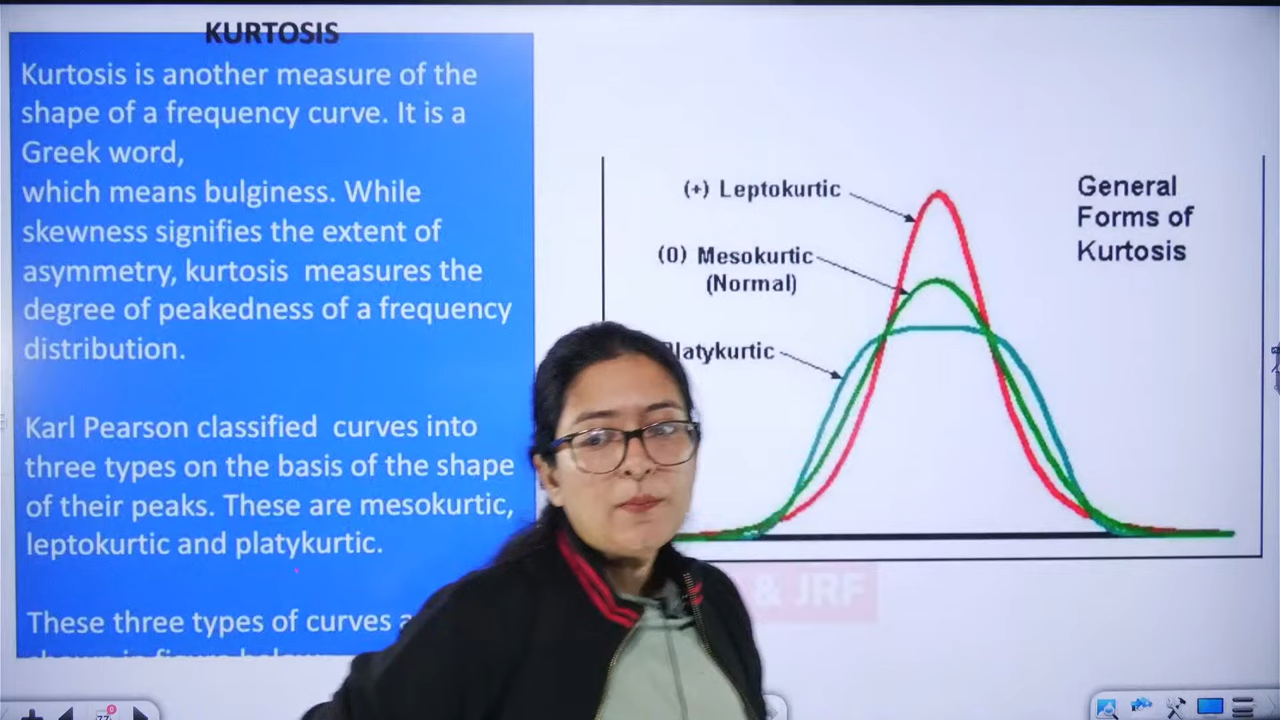 KURTOSIS
Kurtosis is another measure of the
shape of a frequency curve. It is a
Greek word,
which means bulginess. While
skewness signifies the extent of
asymmetry, kurtosis measures the
degree of peakedness of a frequency
distribution.
Karl Pearson classified curves into
three types on the basis of the shape
of their peaks. These are mesokurtic,
leptokurtic and platykurtic.
These three types of curves
(+) Leptokurtic
(0) Mesokurtic
(Normal)
Platykurtic
General
Forms of
Kurtosis
& JRF
77